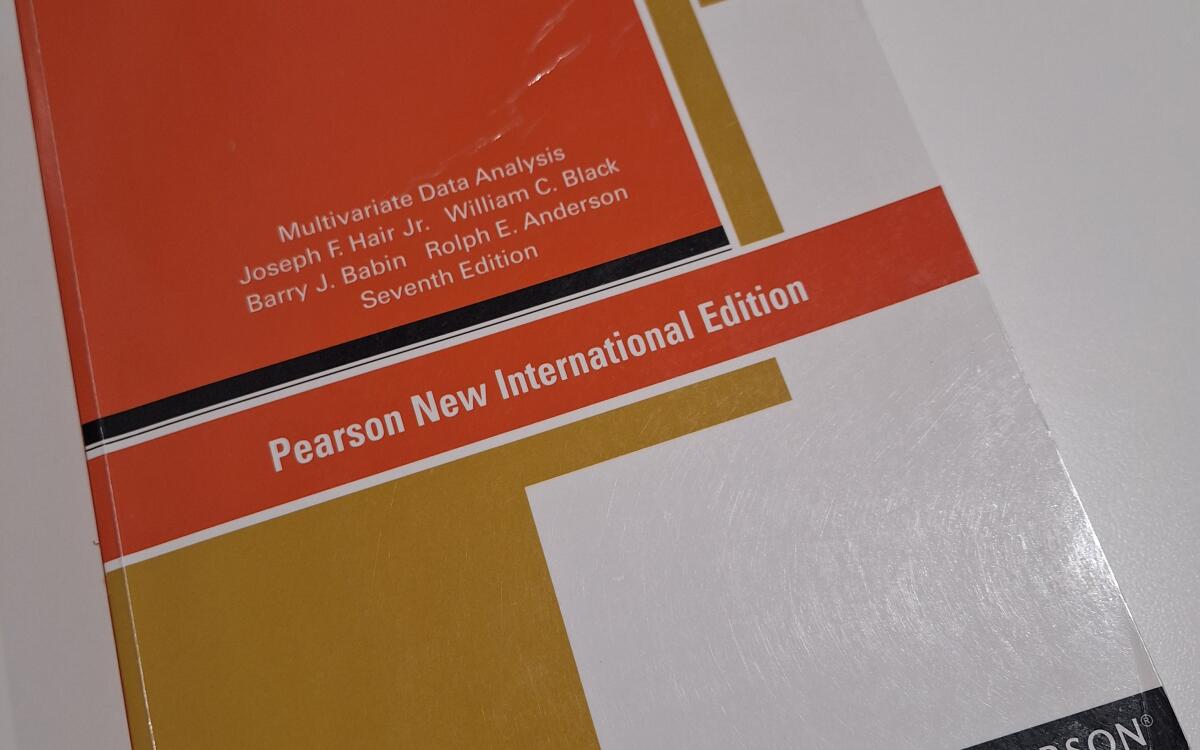 Multivariate Data Analysis
Joseph F. Hair Jr. William C. Black
Barry J. Babin Rolph E. Anderson
Seventh Edition
Pearson New International Edition